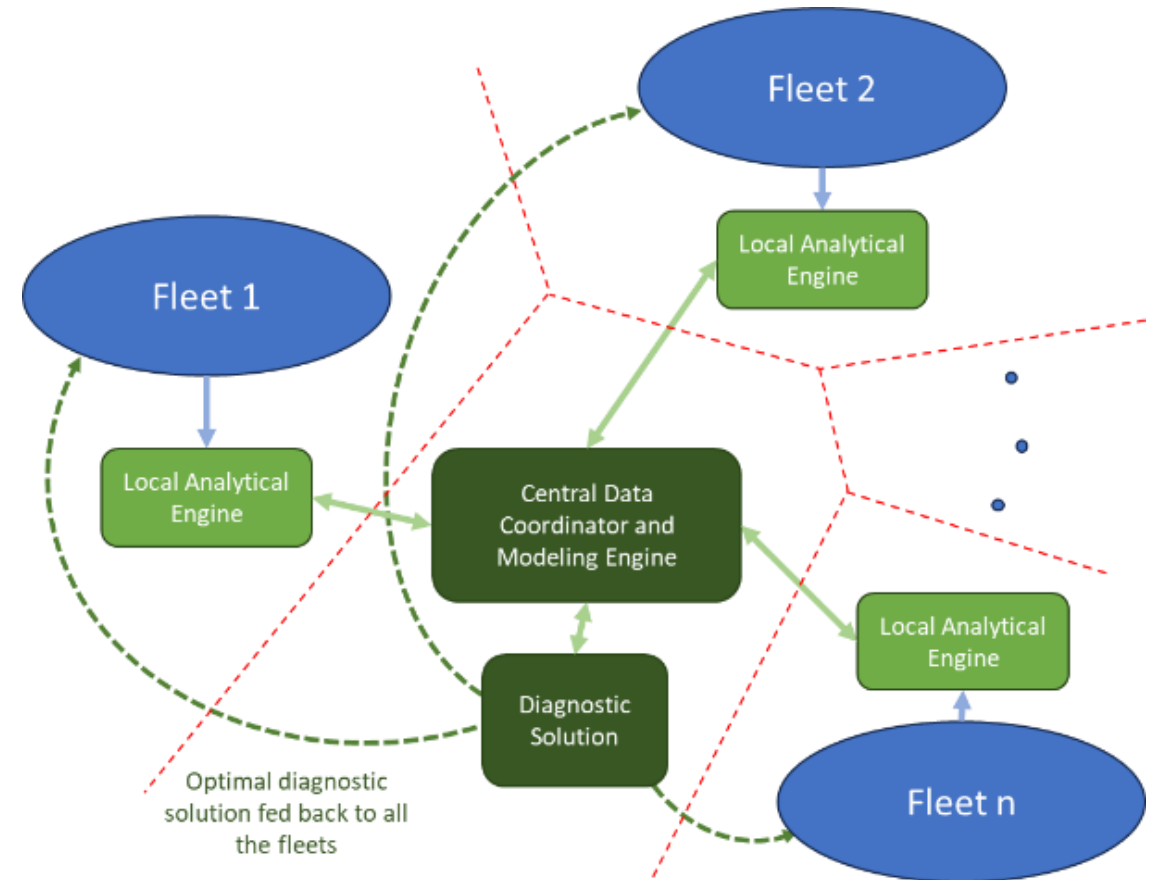 Fleet 2
Local Analytical
Engine
Fleet 1
Local Analytical
Engine
Central Data
Coordinator and
Modeling Engine
Local Analytical
Engine
Diagnostic
Solution
Optimal diagnostic
solution fed back to all
the fleets
Fleet n